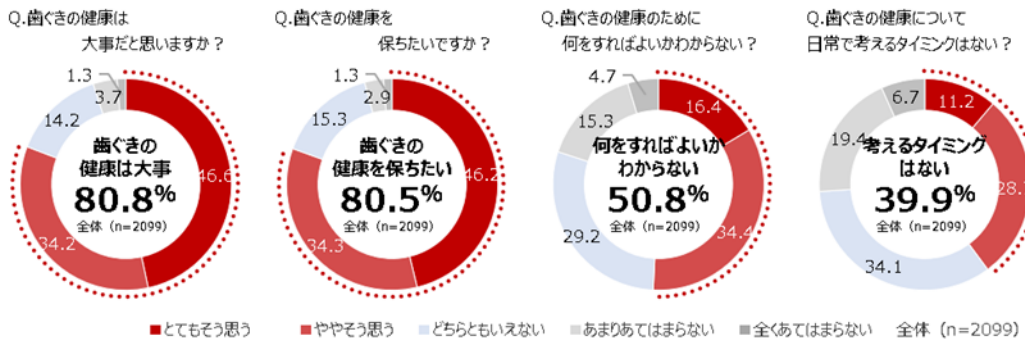 Q.歯ぐきの健康は
大事だと思いますか？
1.3
3.7
14.2
46.6
34.2
歯ぐきの
健康は大事
80.8%
全体（n=2099）
Q.歯ぐきの健康を
保ちたいですか？
1.3
2.9
15.3
46.2
34.3
歯ぐきの
健康を保ちたい
80.5%
全体（n=2099）
Q.歯ぐきの健康のために
何をすればよいかわからない？
4.7
16.4
15.3
29.2
34.4
何をすればよいか
わからない
50.8%
全体（n=2099）
Q.歯ぐきの健康について
日常で考えるタイミングはない？
6.7
11.2
19.4
34.1
考えるタイミング
はない
39.9%
全体（n=2099）
とてもそう思う ややそう思う どちらともいえない あまりあてはまらない 全くあてはまらない 全体（n=2099）